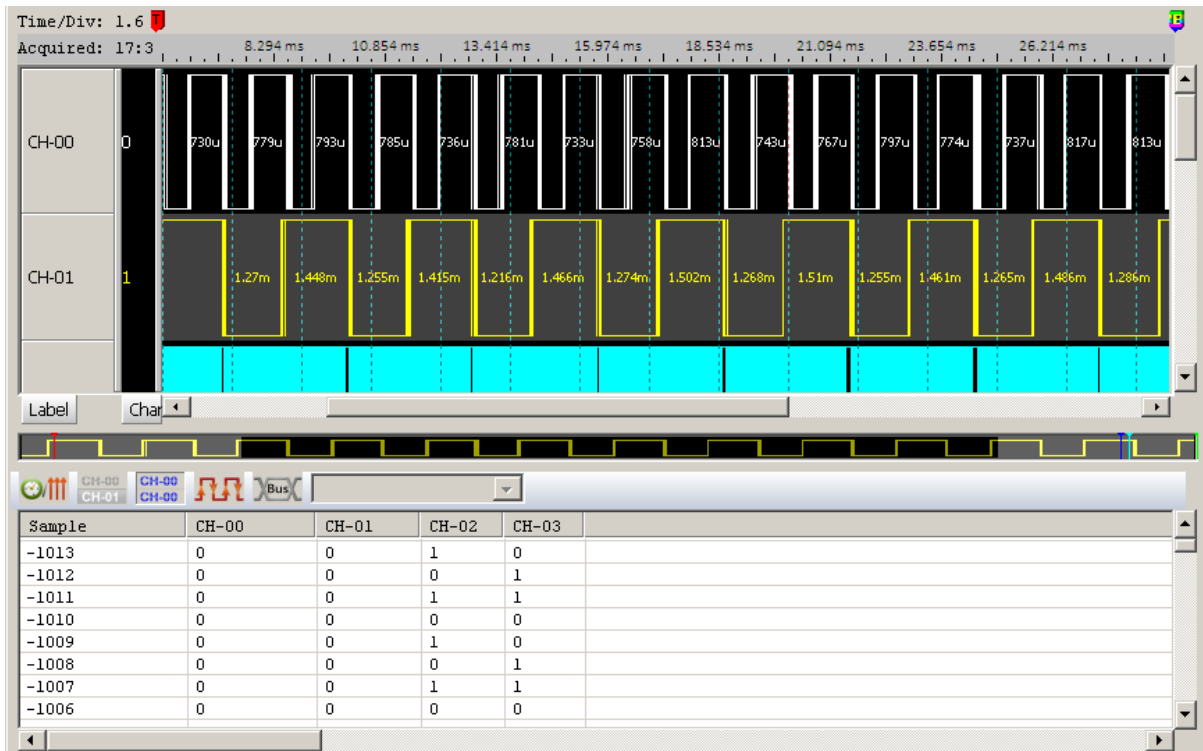 Time/Div: 1.6 T
Acquired: 17:3 8.294 ms 10.854 ms 13.414 ms 15.974 ms 18.534 ms 21.094 ms 23.654 ms 26.214 ms
CH-00 0 730u 779u 793u 785u 736u 781u 733u 758u 813u 743u 767u 797u 774u 737u 817u 813u
CH-01 1 1.27m 1.448m 1.255m 1.415m 1.216m 1.466m 1.274m 1.502m 1.268m 1.51m 1.255m 1.461m 1.265m 1.486m 1.286m
Label Char
CH-00 CH-00
CH-01 CH-00 Bus
Sample CH-00 CH-01 CH-02 CH-03
-1013 0 0 1 0
-1012 0 0 0 1
-1011 0 0 1 1
-1010 0 0 0 0
-1009 0 0 1 0
-1008 0 0 0 1
-1007 0 0 1 1
-1006 0 0 0 0